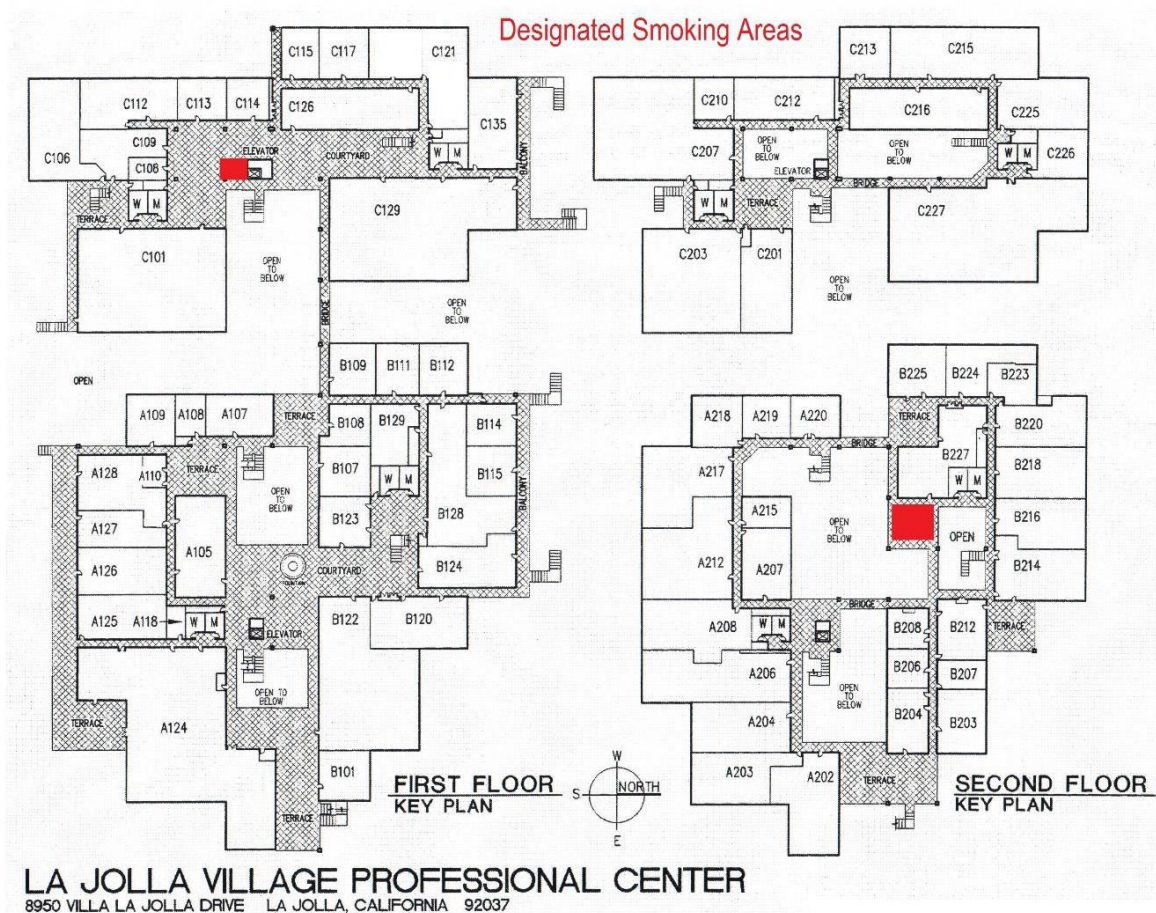 Designated Smoking Areas
C115
C117
C121
C112
C113
C114
C126
C135
C109
C106
C108
ELEVATOR
COURTYARD
W
M
BALCONY
W
M
TERRACE
C129
C101
OPEN
TO
BELOW
OPEN
TO
BELOW
BRIDGE
OPEN
B109
B111
B112
A109
A108
A107
TERRACE
B108
B129
B114
A128
A110
TERRACE
B107
B115
OPEN
TO
BELOW
W
M
BALCONY
A127
A105
B123
B128
A126
FOUNTAIN
COURTYARD
B124
A125
A118
W
M
ELEVATOR
B122
B120
OPEN TO
BELOW
TERRACE
A124
B101
TERRACE
FIRST FLOOR
KEY PLAN
C213
C215
C210
C212
C216
C225
C207
OPEN
TO
BELOW
OPEN
TO
BELOW
W
M
C226
ELEVATOR
BRIDGE
W
M
TERRACE
C227
C203
C201
OPEN
TO
BELOW
B225
B224
B223
A218
A219
A220
TERRACE
B220
BRIDGE
A217
B227
B218
W
M
A215
OPEN
TO
BELOW
OPEN
B216
A212
A207
B214
BRIDGE
A208
W
M
B208
B212
TERRACE
A206
B206
B207
OPEN
TO
BELOW
A204
B204
B203
A203
A202
TERRACE
SECOND FLOOR
KEY PLAN
W
S
NORTH
E
LA JOLLA VILLAGE PROFESSIONAL CENTER
8950 VILLA LA JOLLA DRIVE LA JOLLA, CALIFORNIA 92037